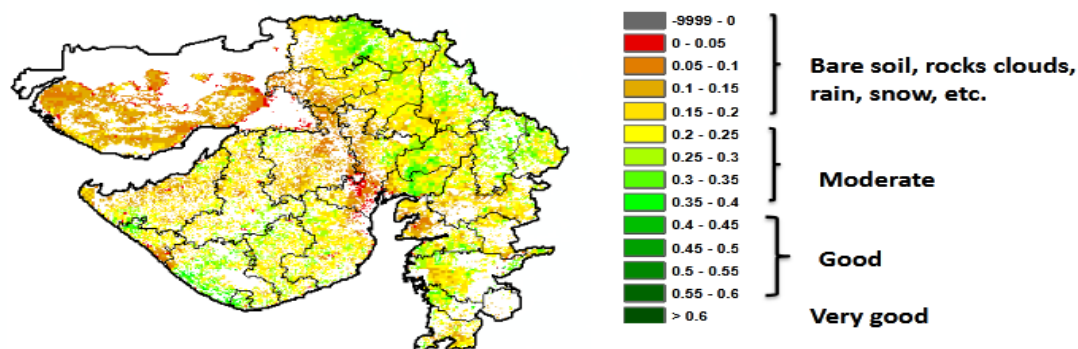 -9999 - 0
0 - 0.05
0.05 - 0.1
0.1 - 0.15
0.15 - 0.2
0.2 - 0.25
0.25 - 0.3
0.3 - 0.35
0.35 - 0.4
0.4 - 0.45
0.45 - 0.5
0.5 - 0.55
0.55 - 0.6
> 0.6
Bare soil, rocks clouds,
rain, snow, etc.
Moderate
Good
Very good